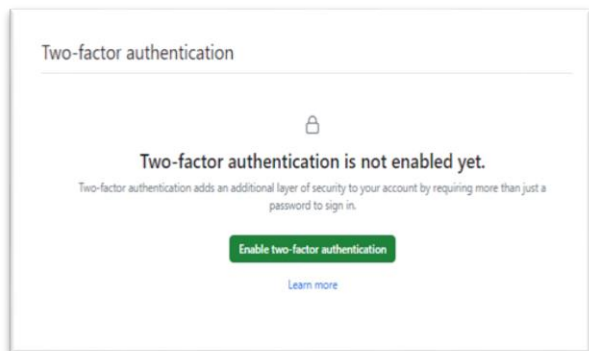 Two-factor authentication
Two-factor authentication is not enabled yet.
Two-factor authentication adds an additional layer of security to your account by requiring more than just a
password to sign in.
Enable two-factor authentication
Learn more